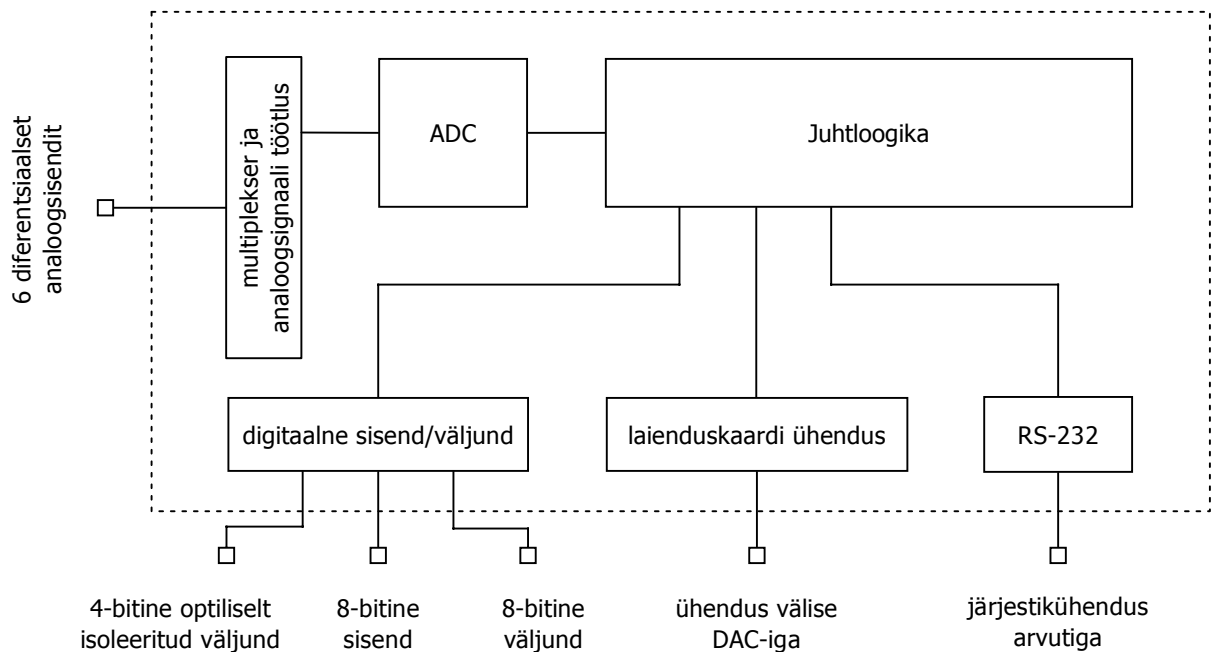 6 diferentsiaalset
analoogsisendit
multiplekser ja
analoogsignaali töötlus
ADC
Juhtloogika
digitaalne sisend/väljund
laienduskaardi ühendus
RS-232
4-bitine optiliselt
isoleeritud väljund
8-bitine
sisend
8-bitine
väljund
ühendus välise
DAC-iga
järjestikühendus
arvutiga